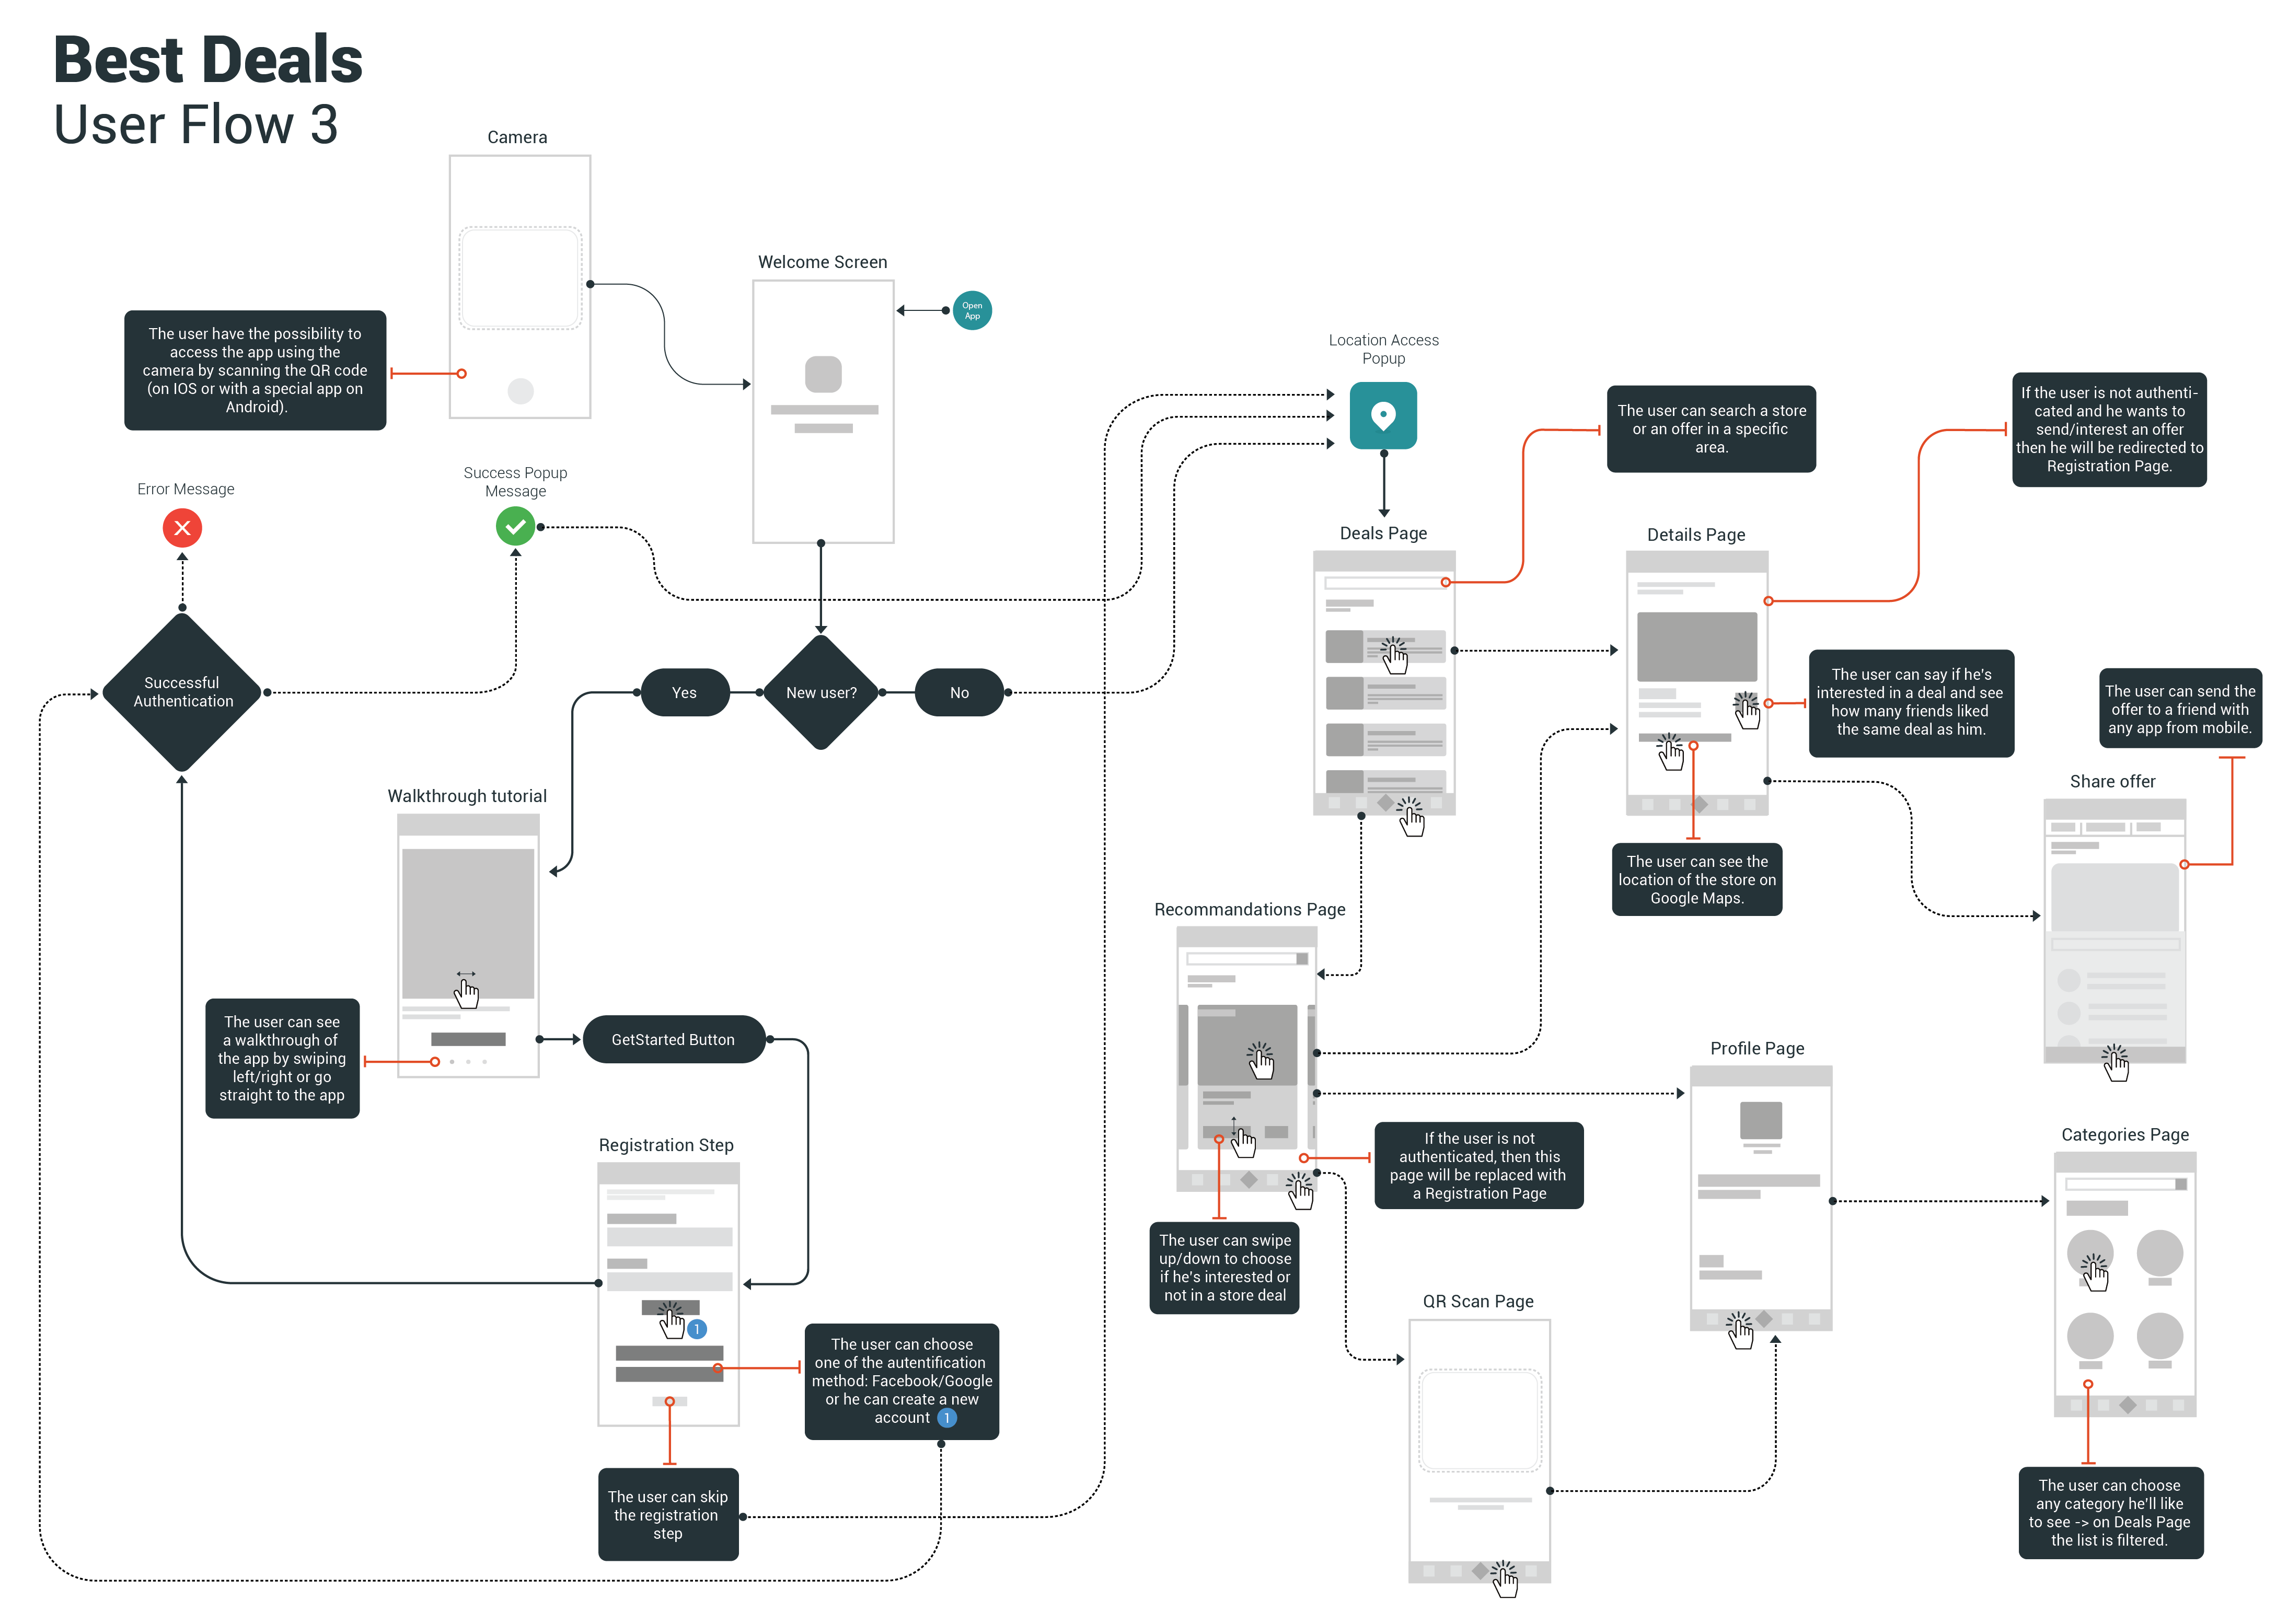 Best Deals
User Flow 3
Camera
Welcome Screen
Open
App
The user have the possibility to
access the app using the
camera by scanning the QR code
(on IOS or with a special app on
Android).
Error Message
Success Popup
Message
Successful
Authentication
Yes
New user?
No
Walkthrough tutorial
The user can see
a walkthrough of
the app by swiping
left/right or go
straight to the app
GetStarted Button
Registration Step
1
The user can choose
one of the autentification
method: Facebook/Google
or he can create a new
account 1
The user can skip
the registration
step
Location Access
Popup
The user can search a store
or an offer in a specific
area.
If the user is not authenti-
cated and he wants to
send/interest an offer
then he will be redirected to
Registration Page.
Deals Page
Details Page
The user can say if he's
interested in a deal and see
how many friends liked
the same deal as him.
The user can send the
offer to a friend with
any app from mobile.
Share offer
The user can see the
location of the store on
Google Maps.
Recommandations Page
If the user is not
authenticated, then this
page will be replaced with
a Registration Page
The user can swipe
up/down to choose
if he's interested or
not in a store deal
Profile Page
Categories Page
QR Scan Page
The user can choose
any category he'll like
to see -> on Deals Page
the list is filtered.